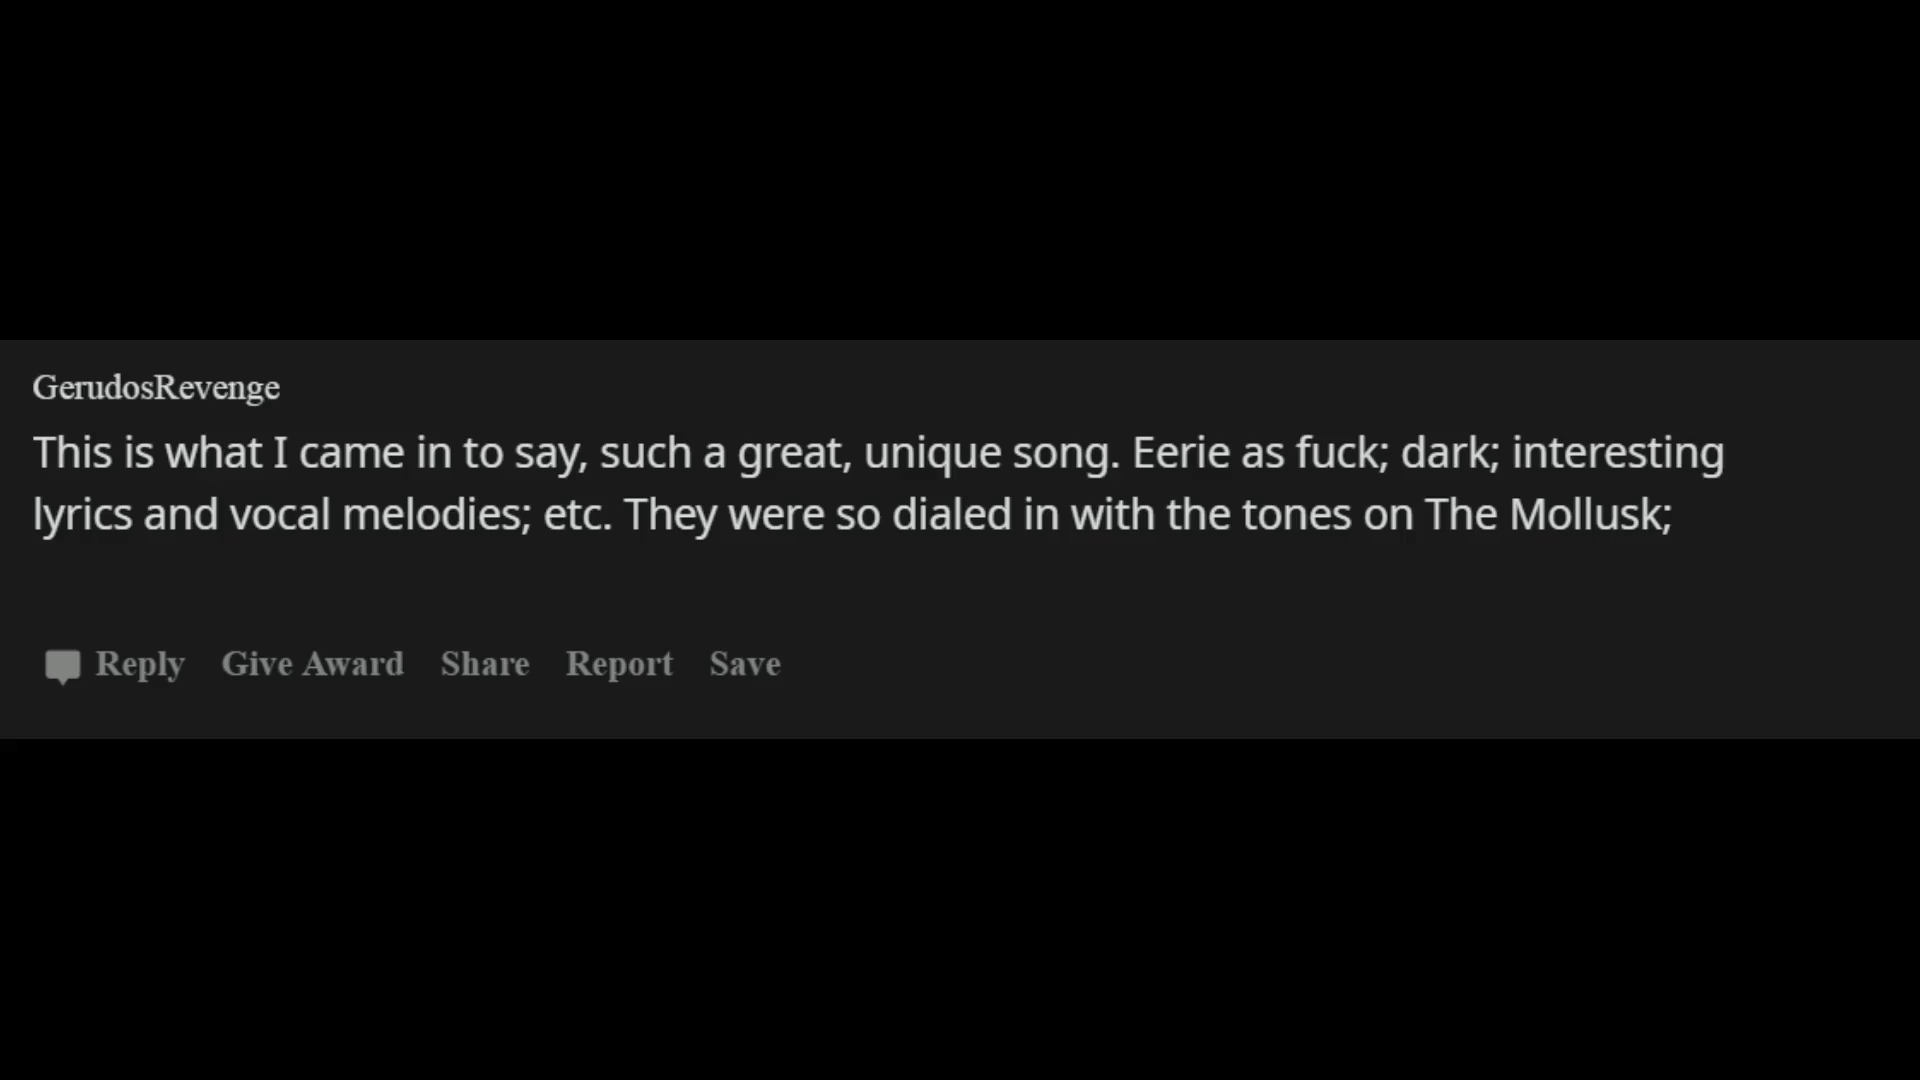 GerudosRevenge
This is what I came in to say, such a great, unique song. Eerie as fuck; dark; interesting
lyrics and vocal melodies; etc. They were so dialed in with the tones on The Mollusk;
Reply Give Award Share Report Save